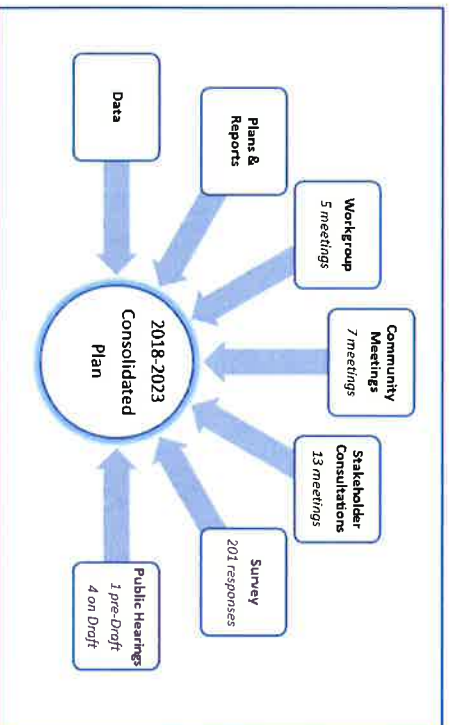 Data
Plans &
Reports
Workgroup
5 meetings
Community
Meetings
7 meetings
Stakeholder
Consultations
13 meetings
Survey
201 responses
Public Hearings
1 pre-Draft
4 on Draft
2018-2023
Consolidated
Plan